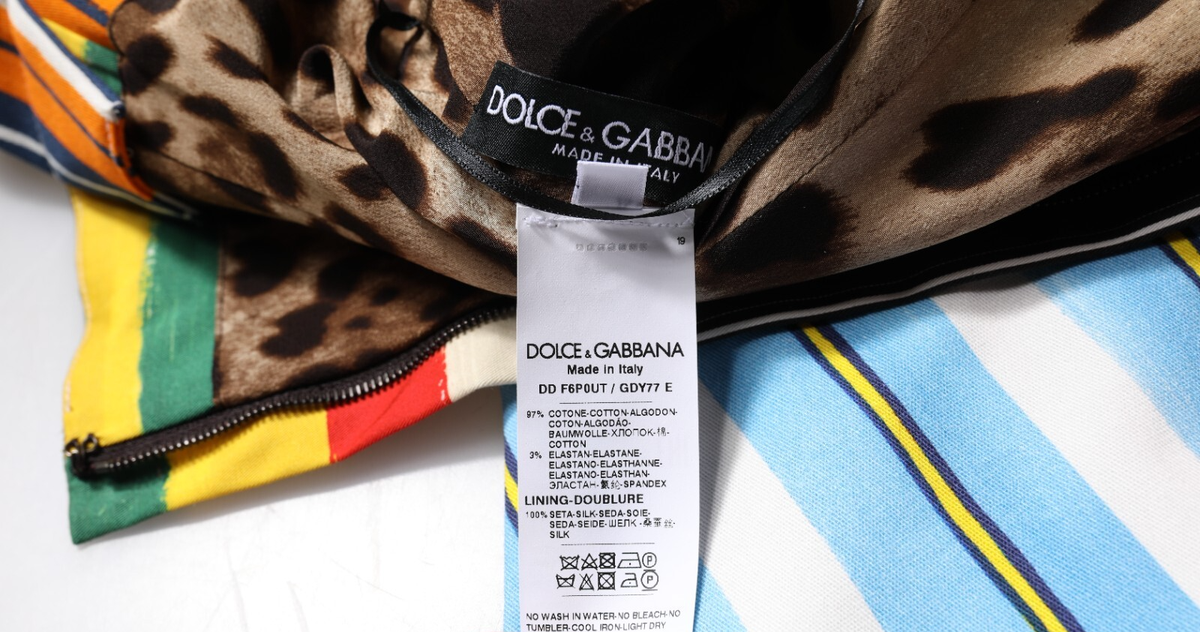 DOLCE & GABBA
MADE IN ITALY
19
DOLCE & GABBANA
Made in Italy
DD F6P0UT / GDY77 E
97% COTONE-COTTON-ALGODON-
COTON-ALGODÃO-
BAUMWOLLE-ХЛОПОК-棉-
COTTON
3% ELASTAN-ELASTANE-
ELASTANO-ELASTHANNE-
ELASTANO-ELASTHAN-
ЭЛАСТАН-氨纶-SPANDEX
LINING-DOUBLURE
100% SETA-SILK-SEDA-SOIE-
SEDA-SEIDE-ШЕЛК-桑蚕丝-
SILK
NO WASH IN WATER-NO BLEACH-NO
TUMBLER-COOL IRON-LIGHT DRY